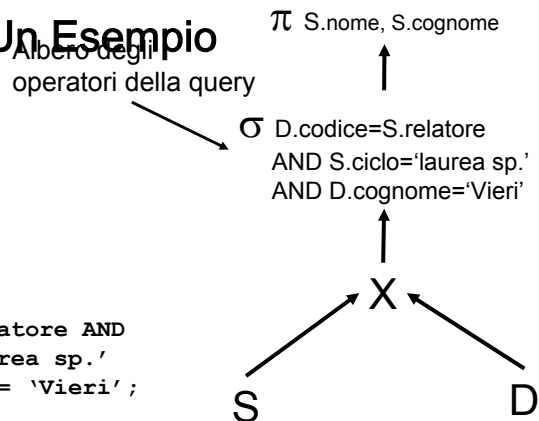 Un Esempio
Albero degli
operatori della query
π S.nome, S.cognome
σ D.codice=S.relatore
AND S.ciclo=‘laurea sp.’
AND D.cognome=‘Vieri’
X
atore AND
rea sp.’
= ‘Vieri’;
S
D